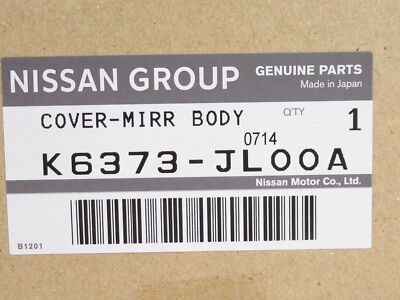 NISSAN GROUP GENUINE PARTS
Made in Japan
COVER-MIRR BODY Q'TY 1
0714
K6373-JL00A
Nissan Motor Co., Ltd.
B1201